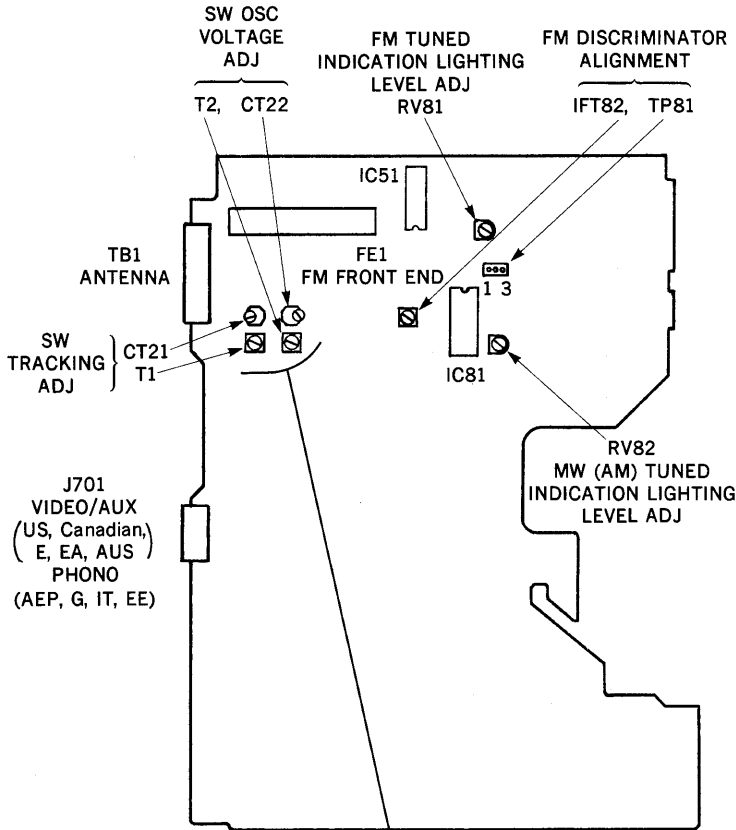 SW OSC
VOLTAGE
ADJ
T2, CT22
FM TUNED
INDICATION LIGHTING
LEVEL ADJ
RV81
FM DISCRIMINATOR
ALIGNMENT
IFT82, TP81
IC51
TB1
ANTENNA
FE1
FM FRONT END
1 3
SW
TRACKING
ADJ
CT21
T1
IC81
RV82
MW (AM) TUNED
INDICATION LIGHTING
LEVEL ADJ
J701
VIDEO/AUX
(US, Canadian,
E, EA, AUS)
PHONO
(AEP, G, IT, EE)